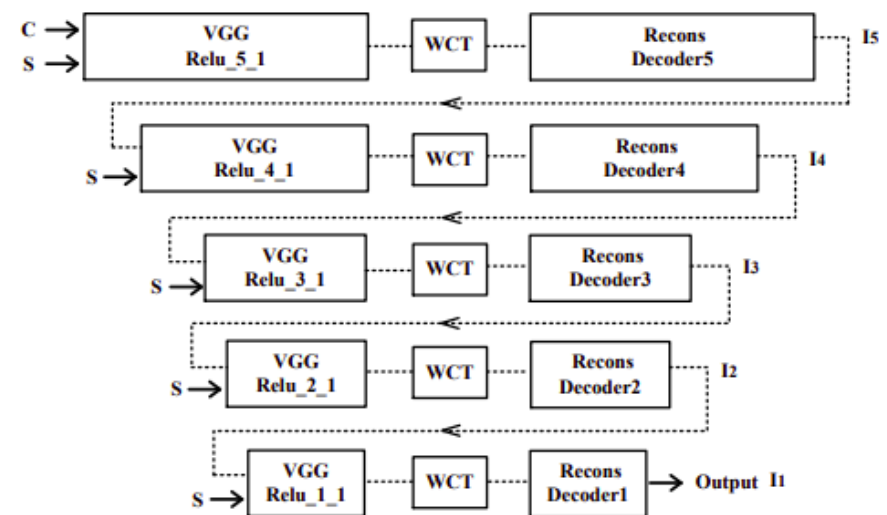 C
S
VGG
Relu_5_1
WCT
Recons
Decoder5
I5
S
VGG
Relu_4_1
WCT
Recons
Decoder4
I4
S
VGG
Relu_3_1
WCT
Recons
Decoder3
I3
S
VGG
Relu_2_1
WCT
Recons
Decoder2
I2
S
VGG
Relu_1_1
WCT
Recons
Decoder1
Output I1